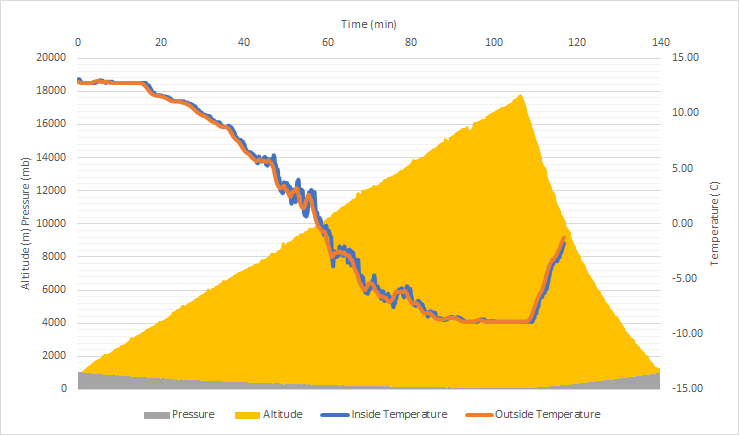 Time (min)
0 20 40 60 80 100 120 140
20000 15.00
18000
16000 10.00
14000
12000 5.00
10000 0.00
8000
6000 -5.00
4000 -10.00
2000
0 -15.00
Altitude (m) Pressure (mb)
Temperature (C)
Pressure Altitude Inside Temperature Outside Temperature